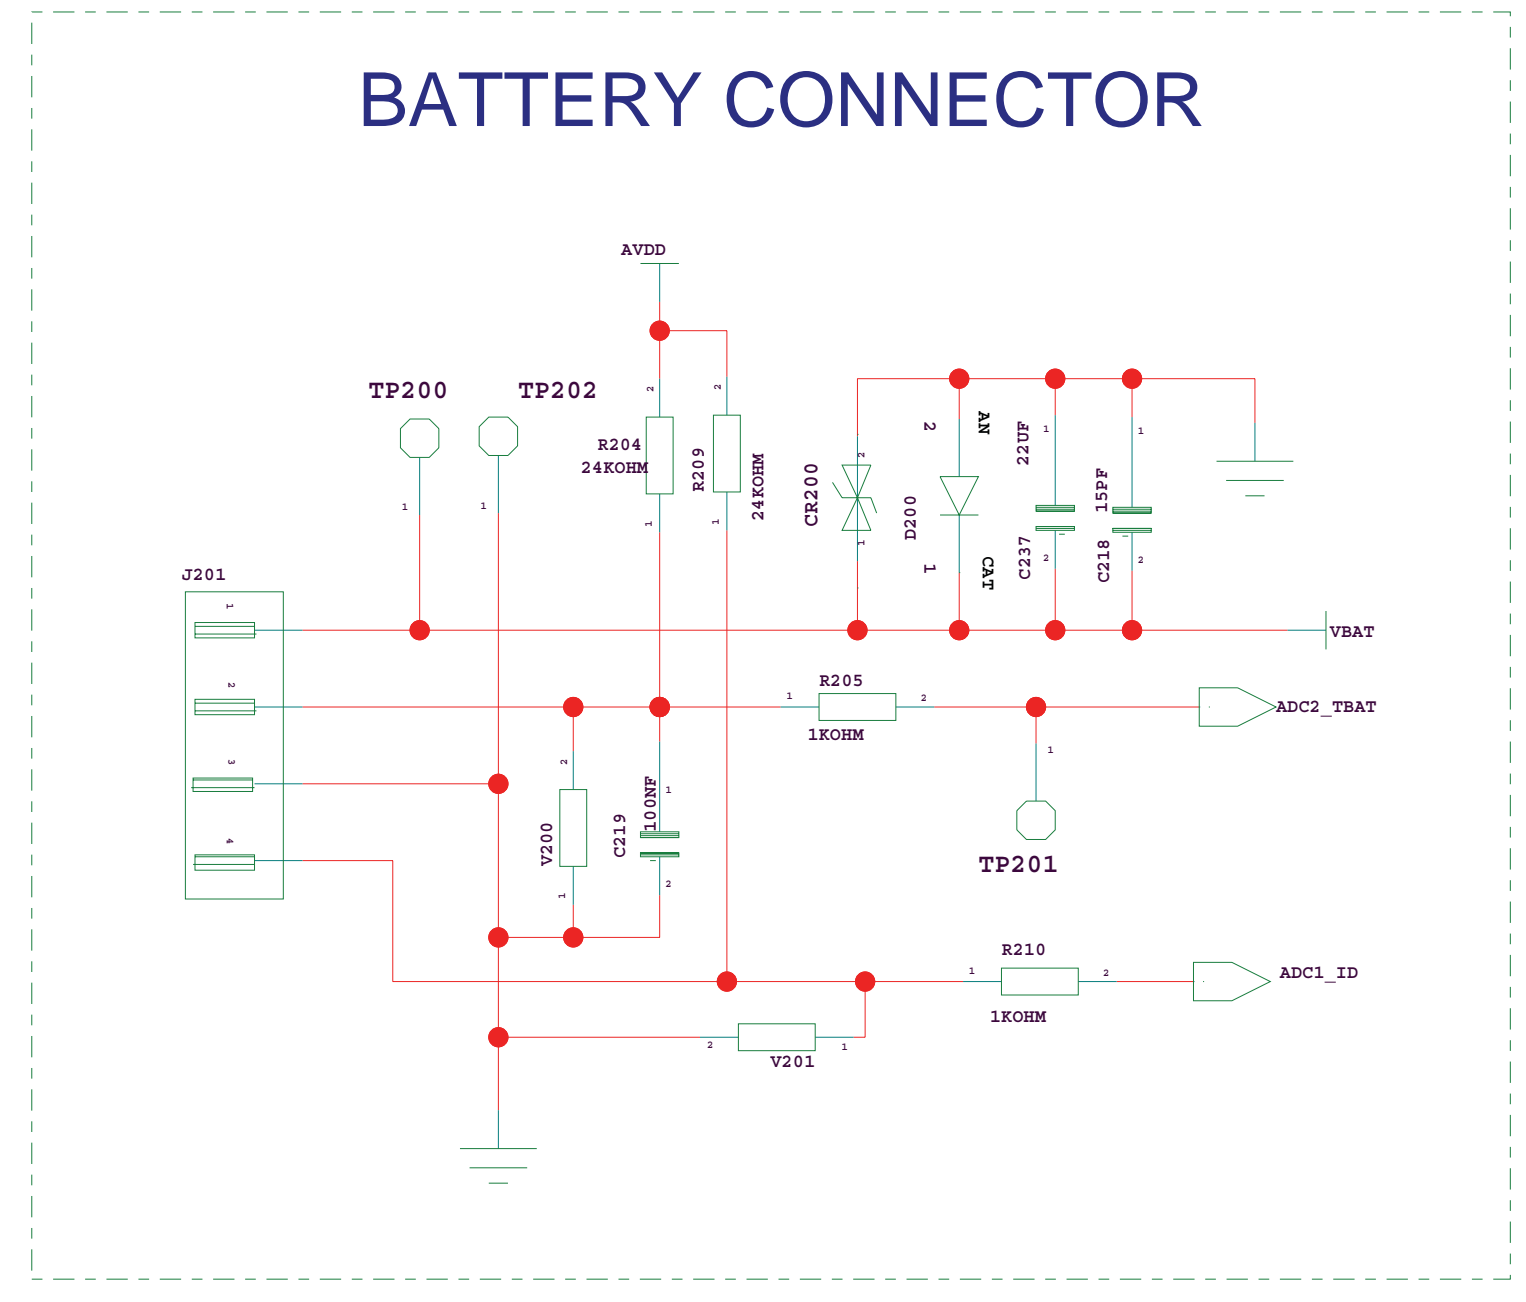 BATTERY CONNECTOR
AVDD
TP200
TP202
2
2
R204
24KOHM
R209
24KOHM
1
1
1
1
2
CR200
1
2
AN
D200
1
CAT
1
22UF
C237
2
1
15PF
C218
2
J201
1
2
3
4
VBAT
R205
1
2
1KOHM
ADC2_TBAT
1
TP201
2
V200
1
100NF
1
C219
2
R210
1
2
1KOHM
ADC1_ID
2
1
V201